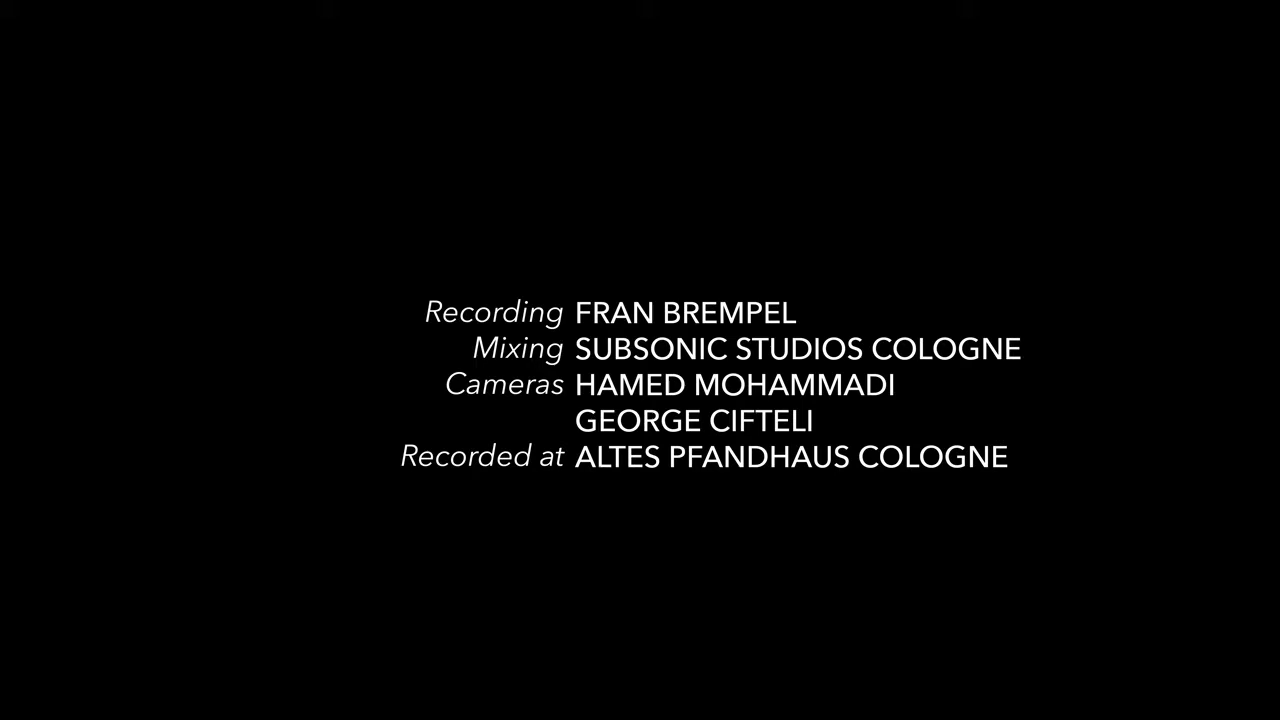 Recording FRAN BREMPEL
Mixing SUBSONIC STUDIOS COLOGNE
Cameras HAMED MOHAMMADI
GEORGE CIFTELI
Recorded at ALTES PFANDHAUS COLOGNE